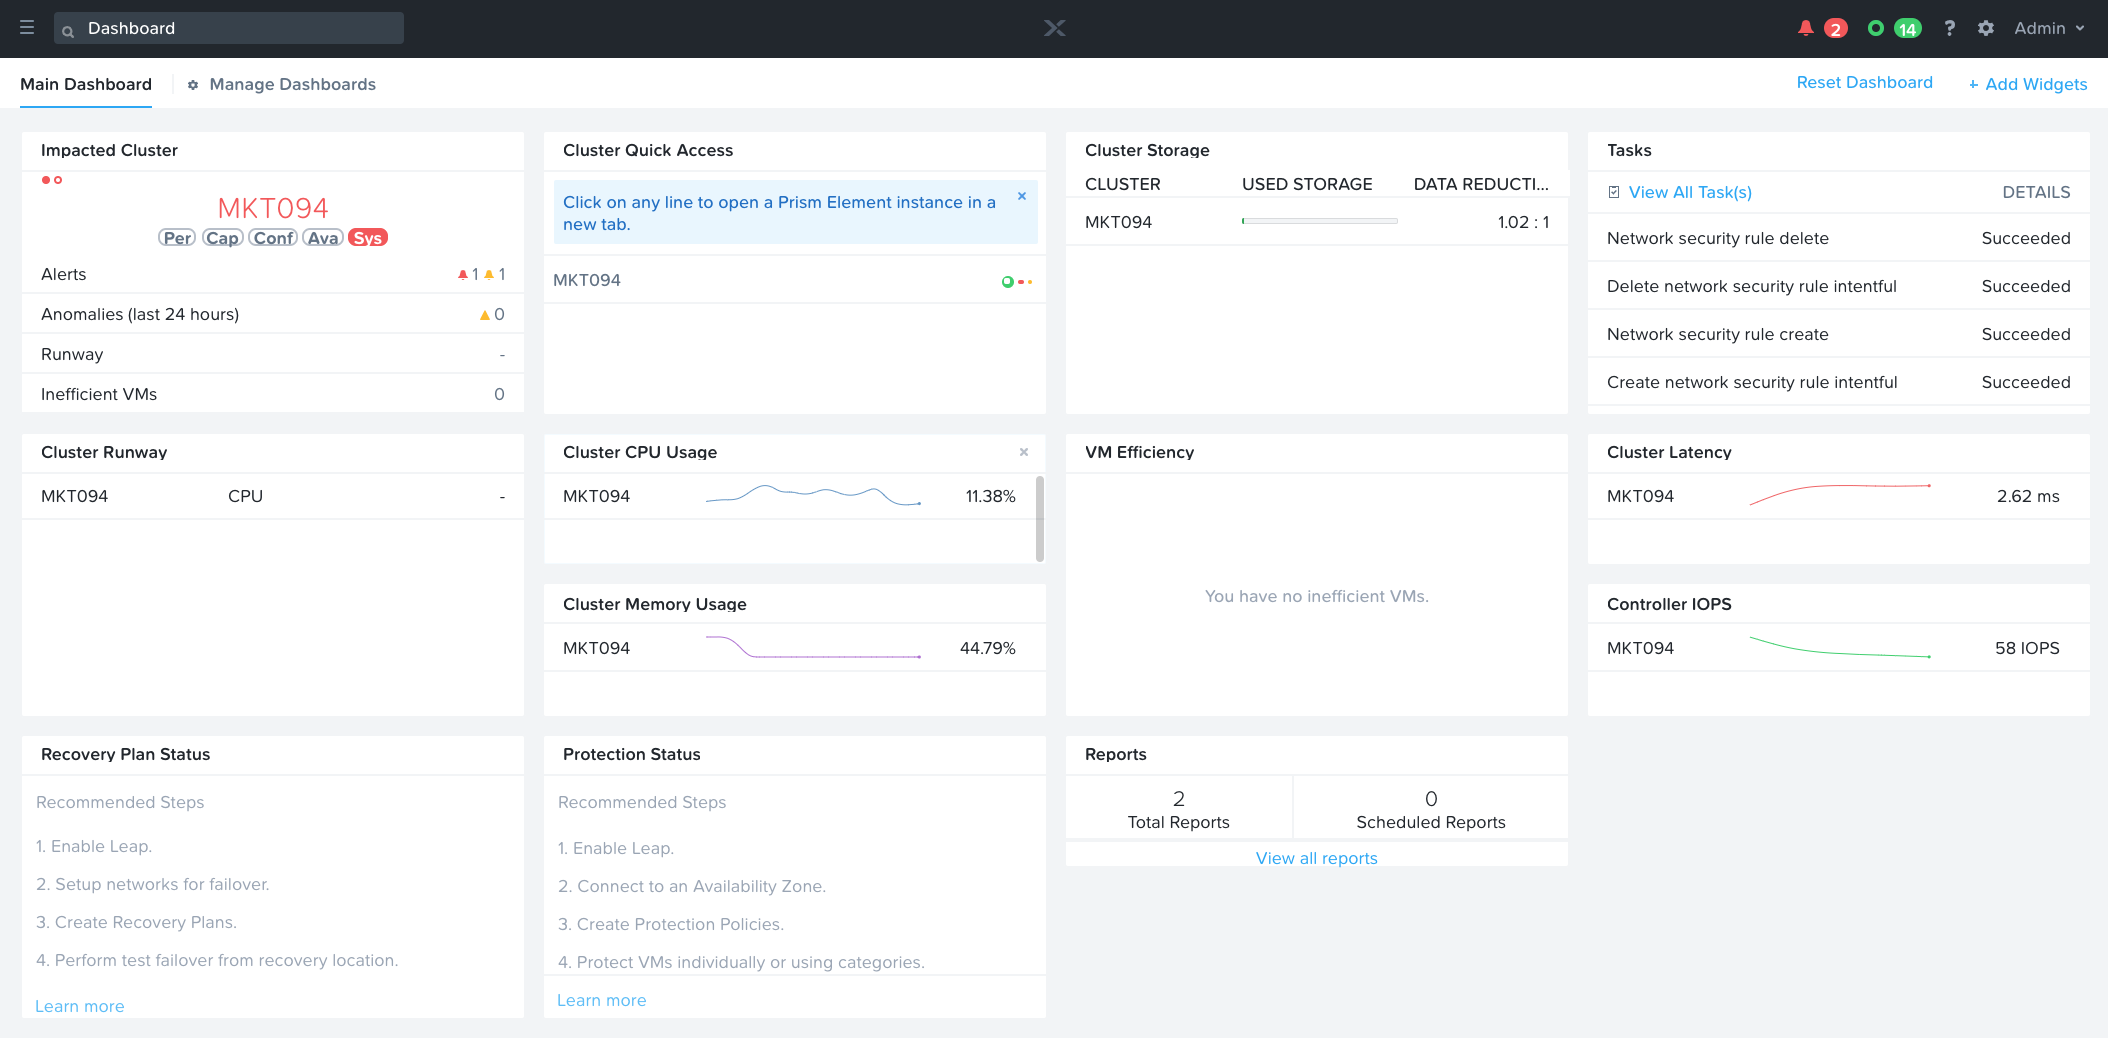 Dashboard
2
14
?
Admin
Main Dashboard
Manage Dashboards
Reset Dashboard
+ Add Widgets
Impacted Cluster
MKT094
Per Cap Conf Ava Sys
Alerts 1 1
Anomalies (last 24 hours) 0
Runway -
Inefficient VMs 0
Cluster Quick Access
Click on any line to open a Prism Element instance in a
new tab.
MKT094
Cluster Storage
CLUSTER USED STORAGE DATA REDUCTI...
MKT094 1.02 : 1
Tasks
View All Task(s) DETAILS
Network security rule delete Succeeded
Delete network security rule intentful Succeeded
Network security rule create Succeeded
Create network security rule intentful Succeeded
Cluster Runway
MKT094 CPU -
Cluster CPU Usage
MKT094 11.38%
Cluster Memory Usage
MKT094 44.79%
VM Efficiency
You have no inefficient VMs.
Cluster Latency
MKT094 2.62 ms
Controller IOPS
MKT094 58 IOPS
Recovery Plan Status
Recommended Steps
1. Enable Leap.
2. Setup networks for failover.
3. Create Recovery Plans.
4. Perform test failover from recovery location.
Learn more
Protection Status
Recommended Steps
1. Enable Leap.
2. Connect to an Availability Zone.
3. Create Protection Policies.
4. Protect VMs individually or using categories.
Learn more
Reports
2 0
Total Reports Scheduled Reports
View all reports